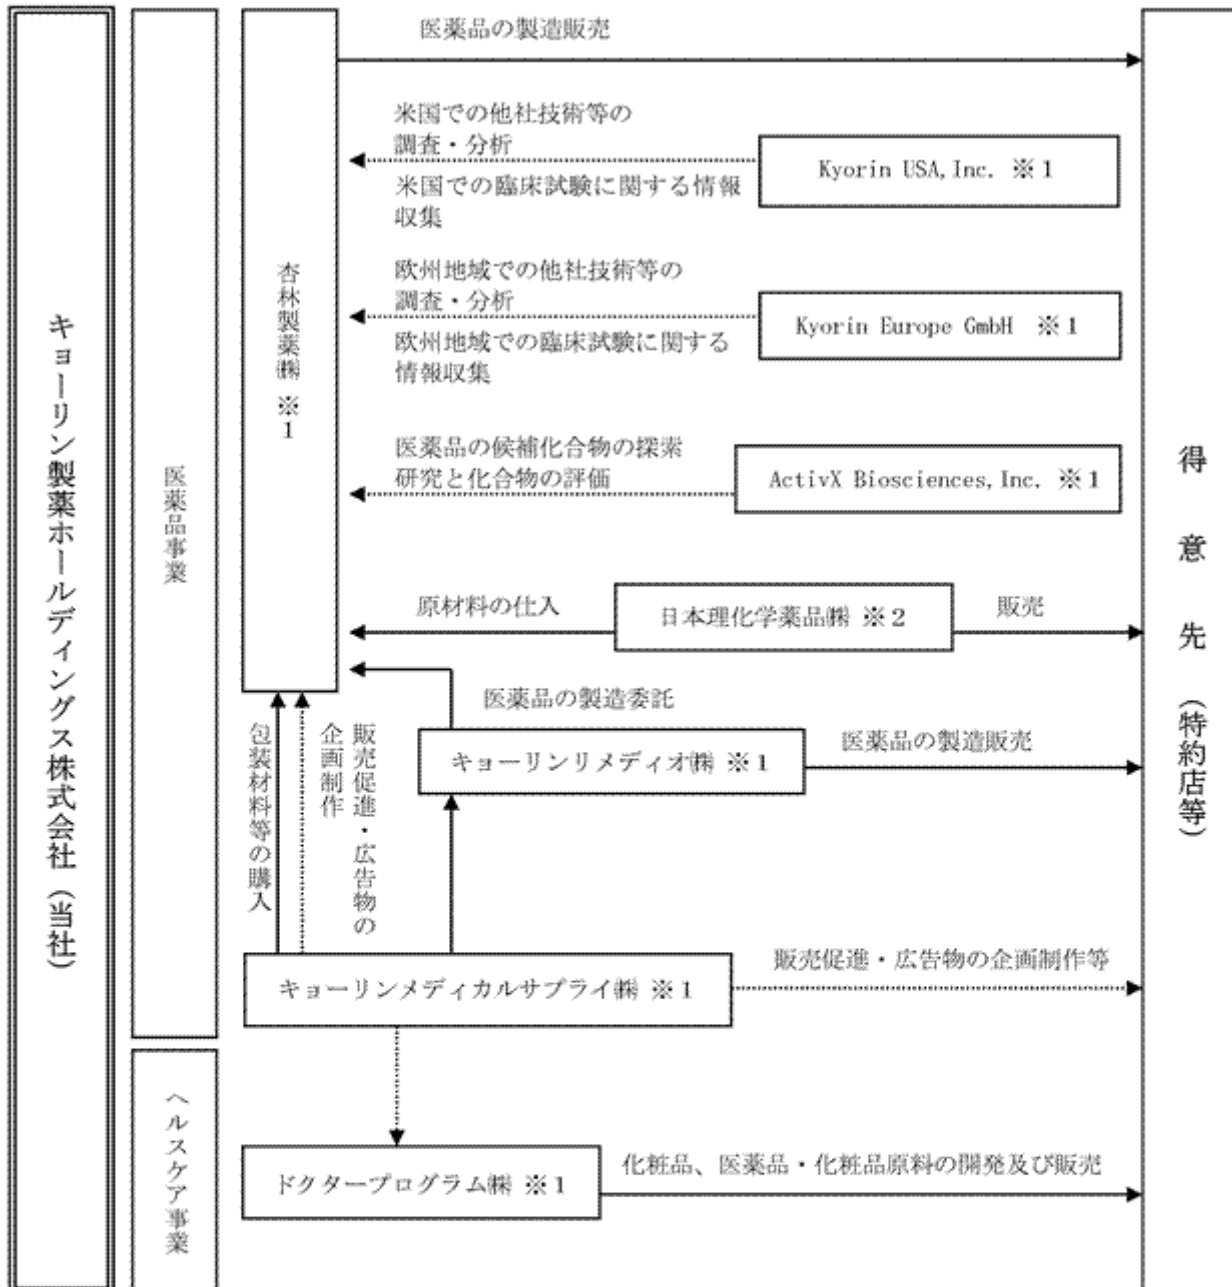 キョーリン製薬ホールディングス株式会社（当社）
医薬品事業
ヘルスケア事業
杏林製薬㈱ ※1
医薬品の製造販売
米国での他社技術等の
調査・分析
米国での臨床試験に関する情報
収集
Kyorin USA,Inc. ※1
欧州地域での他社技術等の
調査・分析
欧州地域での臨床試験に関する
情報収集
Kyorin Europe GmbH ※1
医薬品の候補化合物の探索
研究と化合物の評価
ActivX Biosciences,Inc. ※1
原材料の仕入
日本理化学薬品㈱ ※2
販売
医薬品の製造委託
キョーリンリメディオ㈱ ※1
医薬品の製造販売
包装材料等の購入
販売促進・広告物の
企画制作
キョーリンメディカルサプライ㈱ ※1
販売促進・広告物の企画制作等
ドクタープログラム㈱ ※1
化粧品、医薬品・化粧品原料の開発及び販売
得意先（特約店等）